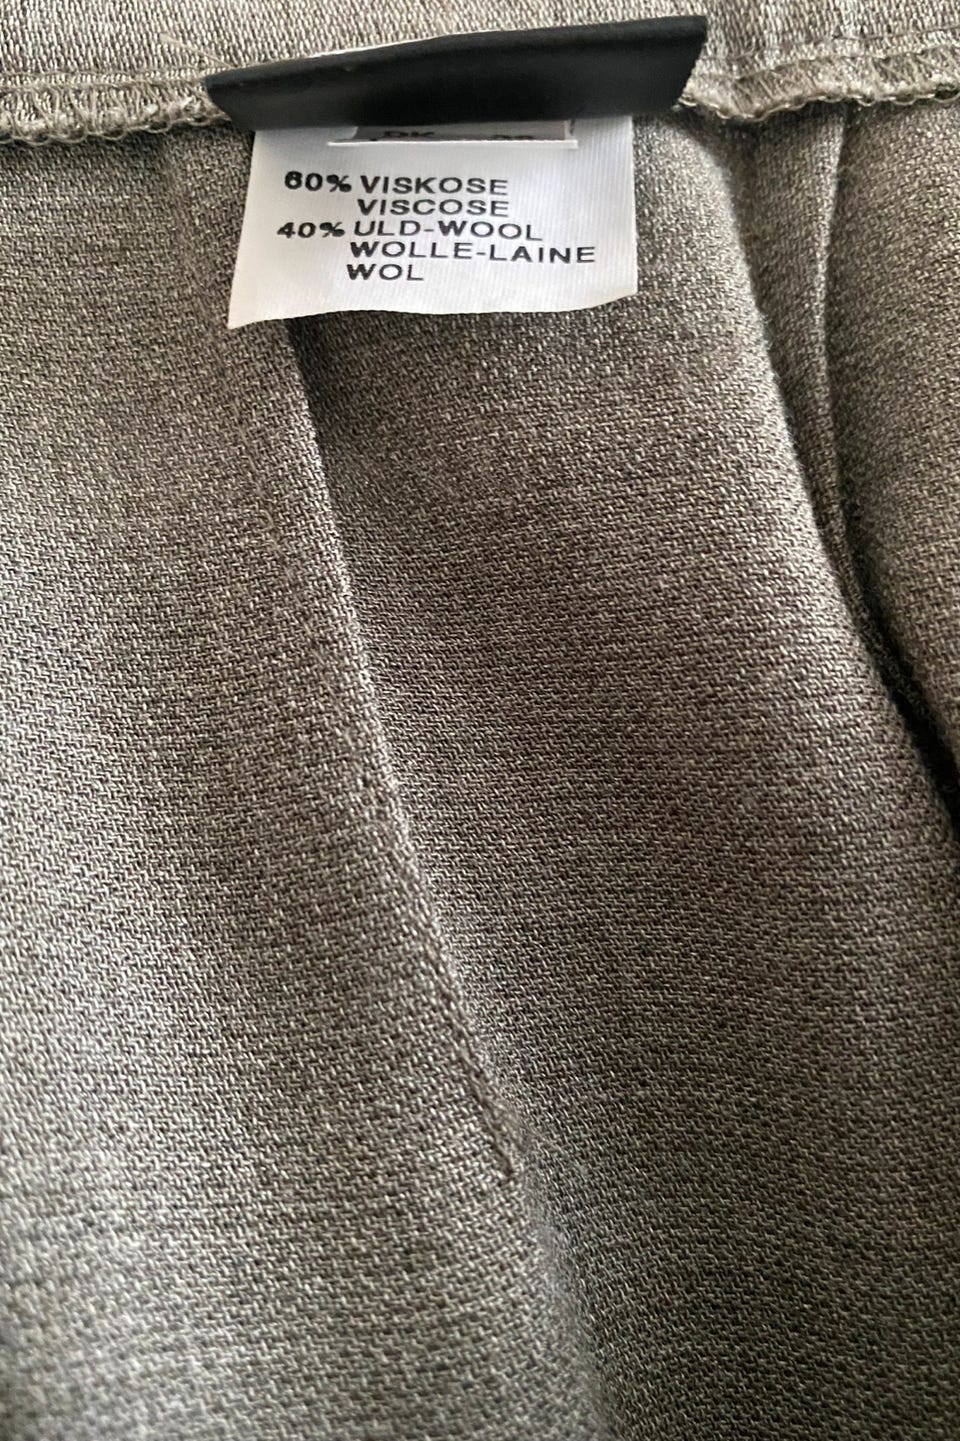 60% VISKOSE
VISCOSE
40% ULD-WOOL
WOLLE-LAINE
WOL